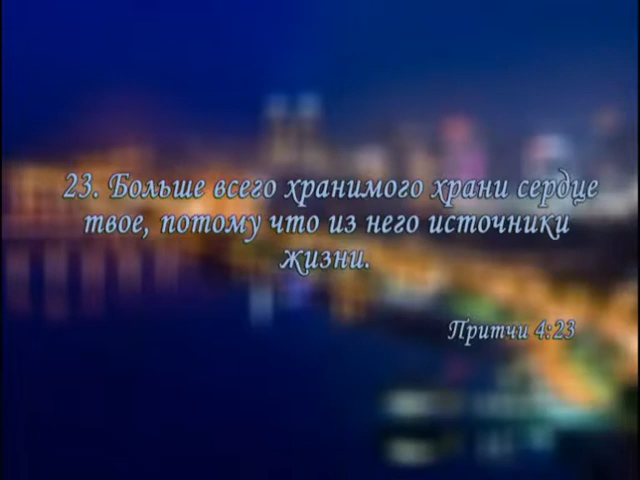 23. Больше всего хранимого храни сердце
твое, потому что из него источники
жизни.
Притчи 4:23